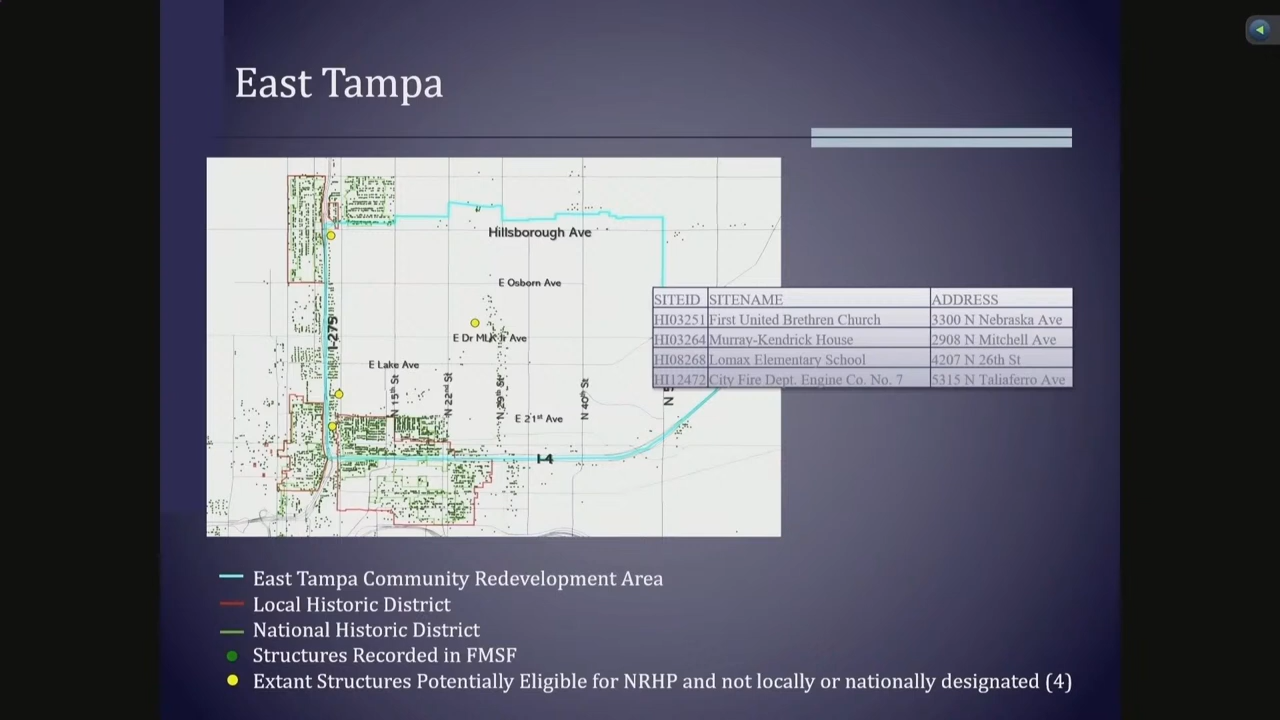 East Tampa
Hillsborough Ave
E Osborn Ave
I-275
E Dr MLK Jr Ave
E Lake Ave
N 15th St
N 22nd St
N 29th St
N 40th St
N 5
E 21st Ave
I-4
SITEID SITENAME ADDRESS
HI03251 First United Brethren Church 3300 N Nebraska Ave
HI03264 Murray-Kendrick House 2908 N Mitchell Ave
HI08268 Lomax Elementary School 4207 N 26th St
HI12472 City Fire Dept. Engine Co. No. 7 5315 N Taliaferro Ave
East Tampa Community Redevelopment Area
Local Historic District
National Historic District
Structures Recorded in FMSF
Extant Structures Potentially Eligible for NRHP and not locally or nationally designated (4)